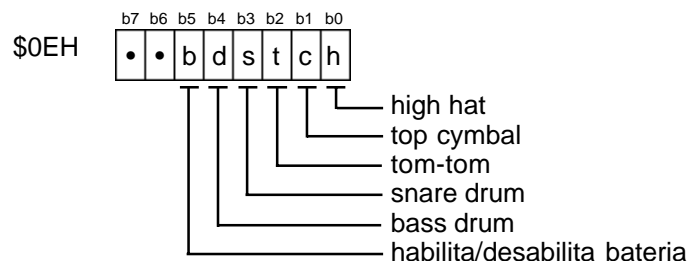 b7 b6 b5 b4 b3 b2 b1 b0
$0EH • • b d s t c h
high hat
top cymbal
tom-tom
snare drum
bass drum
habilita/desabilita bateria